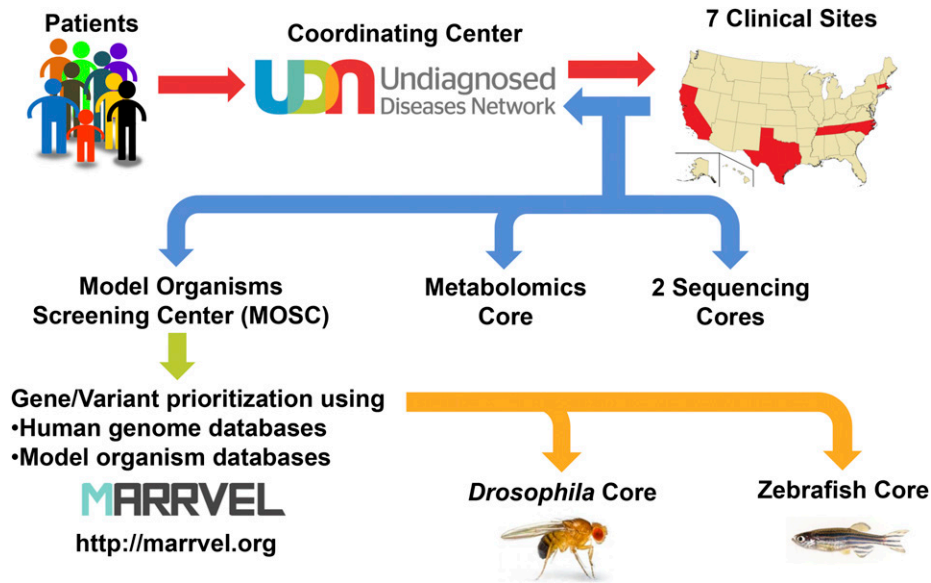 Patients
Coordinating Center
7 Clinical Sites
UDN Undiagnosed
Diseases Network
Model Organisms
Screening Center (MOSC)
Metabolomics
Core
2 Sequencing
Cores
Gene/Variant prioritization using
•Human genome databases
•Model organism databases
MARRVEL
http://marrvel.org
Drosophila Core
Zebrafish Core